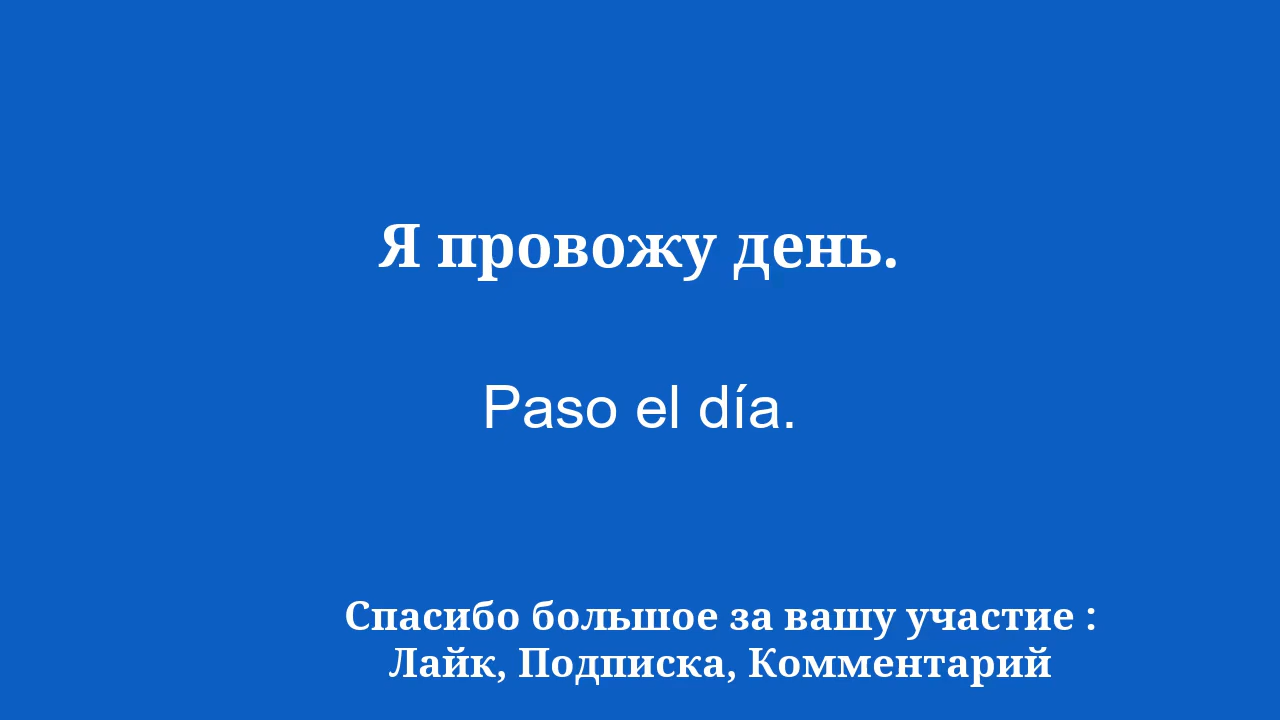 Я провожу день.
Paso el día.
Спасибо большое за вашу участие :
Лайк, Подписка, Комментарий